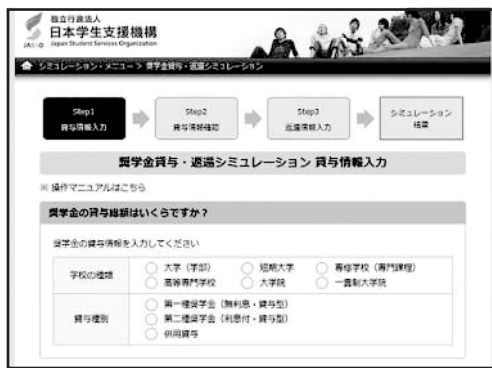 独立行政法人
日本学生支援機構
JASSO Japan Student Services Organization
シミュレーション・メニュー > 奨学金貸与・返還シミュレーション
Step1
貸与情報入力
Step2
貸与情報確認
Step3
返還情報入力
シミュレーション
結果
奨学金貸与・返還シミュレーション 貸与情報入力
※ 操作マニュアルはこちら
奨学金の貸与総額はいくらですか？
奨学金の貸与情報を入力してください
学校の種類
大学（学部） 短期大学 専修学校（専門課程）
高等専門学校 大学院 一貫制大学院
貸与種別
第一種奨学金（無利息・貸与型）
第二種奨学金（利息付・貸与型）
併用貸与